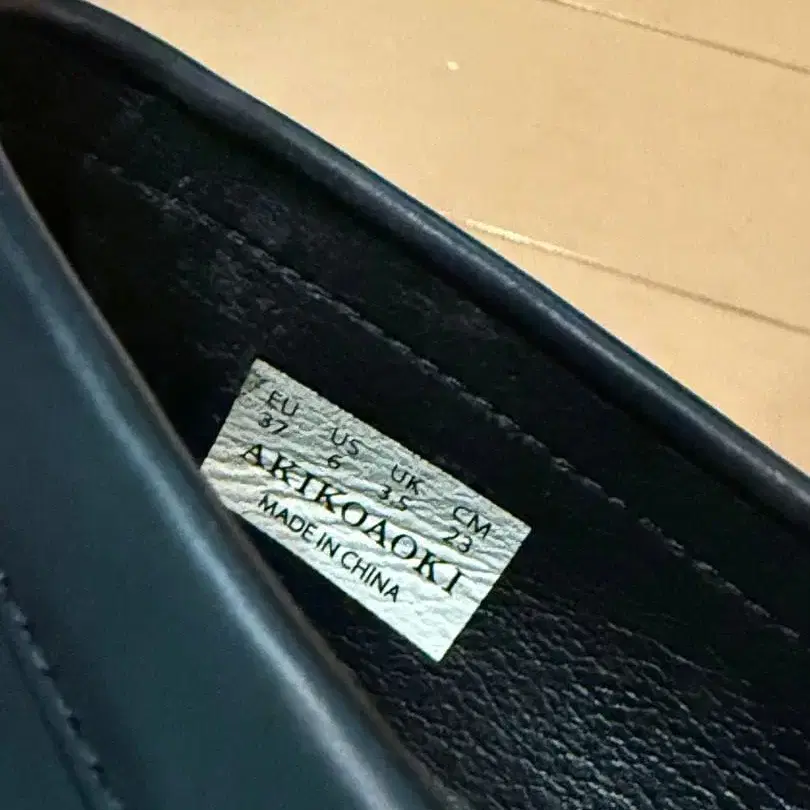 EU US UK CM
37 6 3.5 23
AKIKOAOKI
MADE IN CHINA